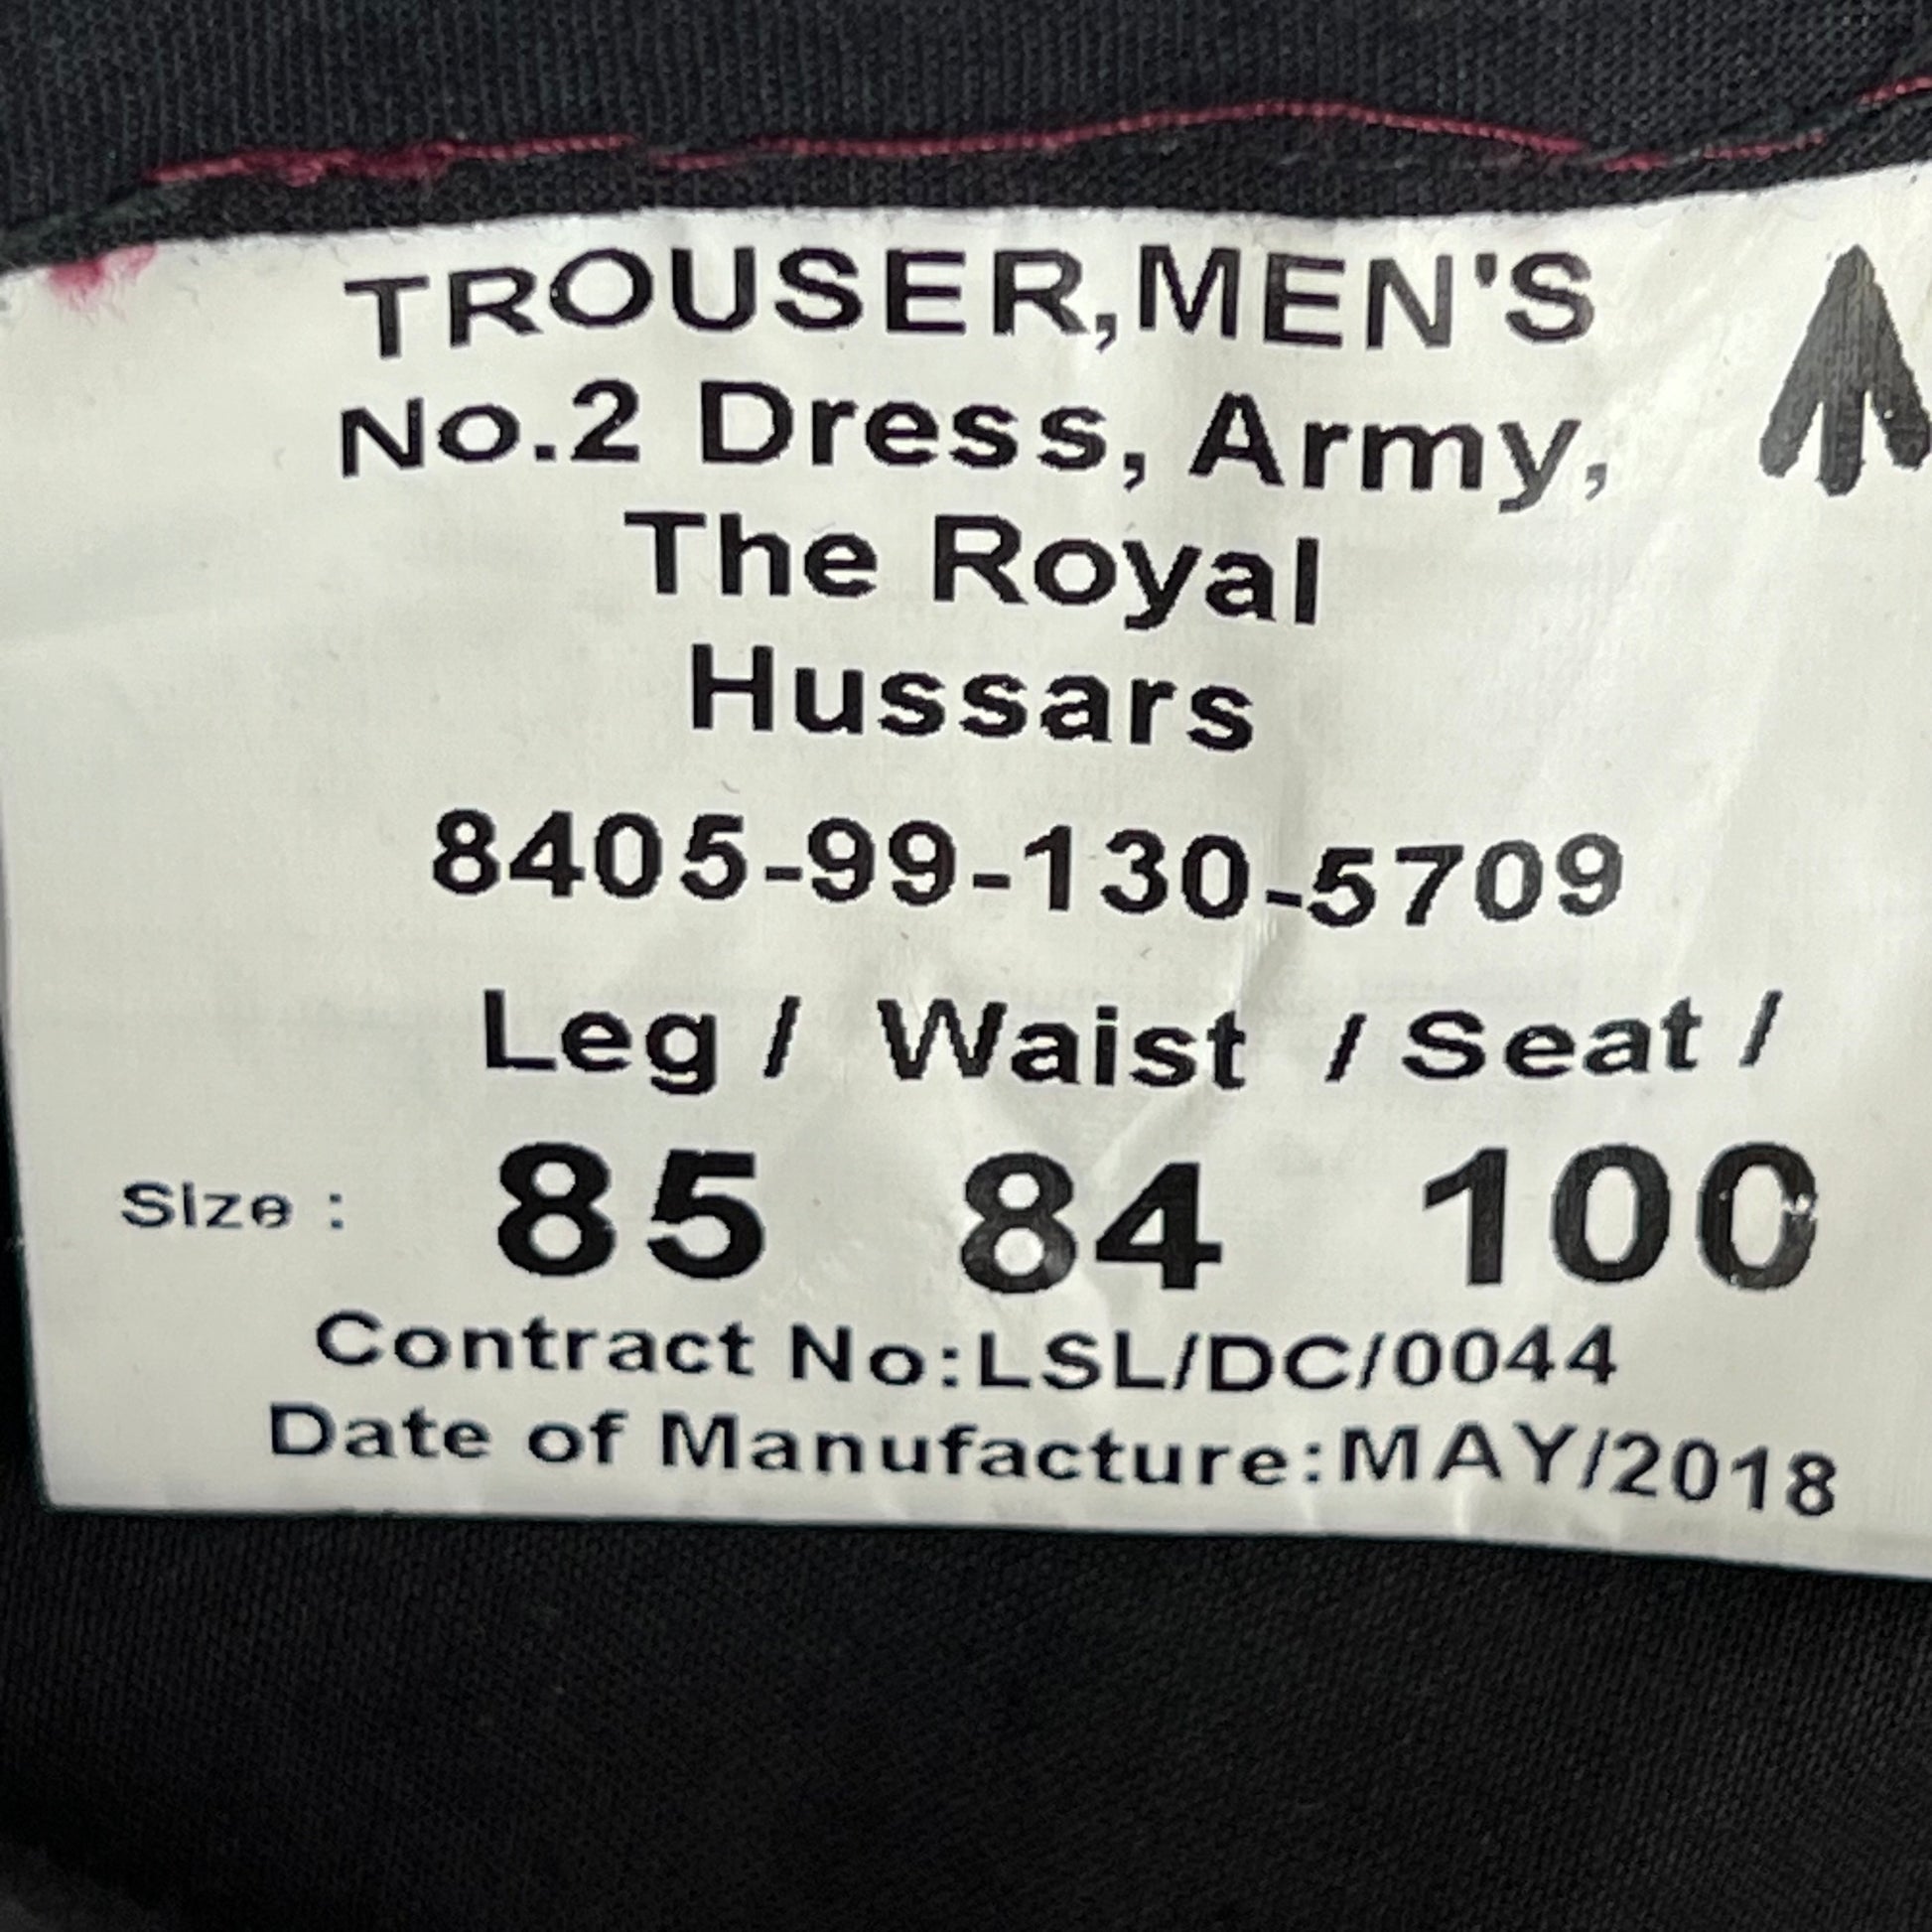 TROUSER,MEN'S
No.2 Dress, Army,
The Royal
Hussars
8405-99-130-5709
Leg / Waist / Seat /
Size : 85 84 100
Contract No:LSL/DC/0044
Date of Manufacture:MAY/2018